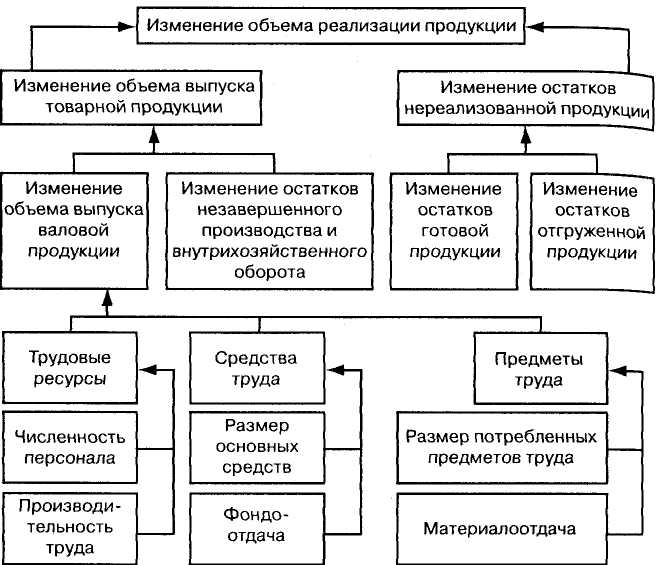 Изменение объема реализации продукции
Изменение объема выпуска
товарной продукции
Изменение остатков
нереализованной продукции
Изменение
объема выпуска
валовой
продукции
Изменение остатков
незавершенного
производства и
внутрихозяйственного
оборота
Изменение
остатков
готовой
продукции
Изменение
остатков
отгруженной
продукции
Трудовые
ресурсы
Средства
труда
Предметы
труда
Численность
персонала
Размер
основных
средств
Размер потребленных
предметов труда
Производи-
тельность
труда
Фондо-
отдача
Материалоотдача